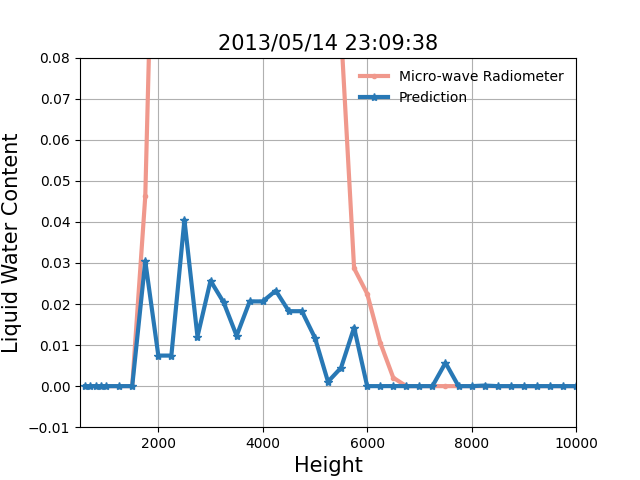 2013/05/14 23:09:38
0.08
0.07
0.06
0.05
0.04
0.03
0.02
0.01
0.00
−0.01
Liquid Water Content
Micro-wave Radiometer
Prediction
2000 4000 6000 8000 10000
Height